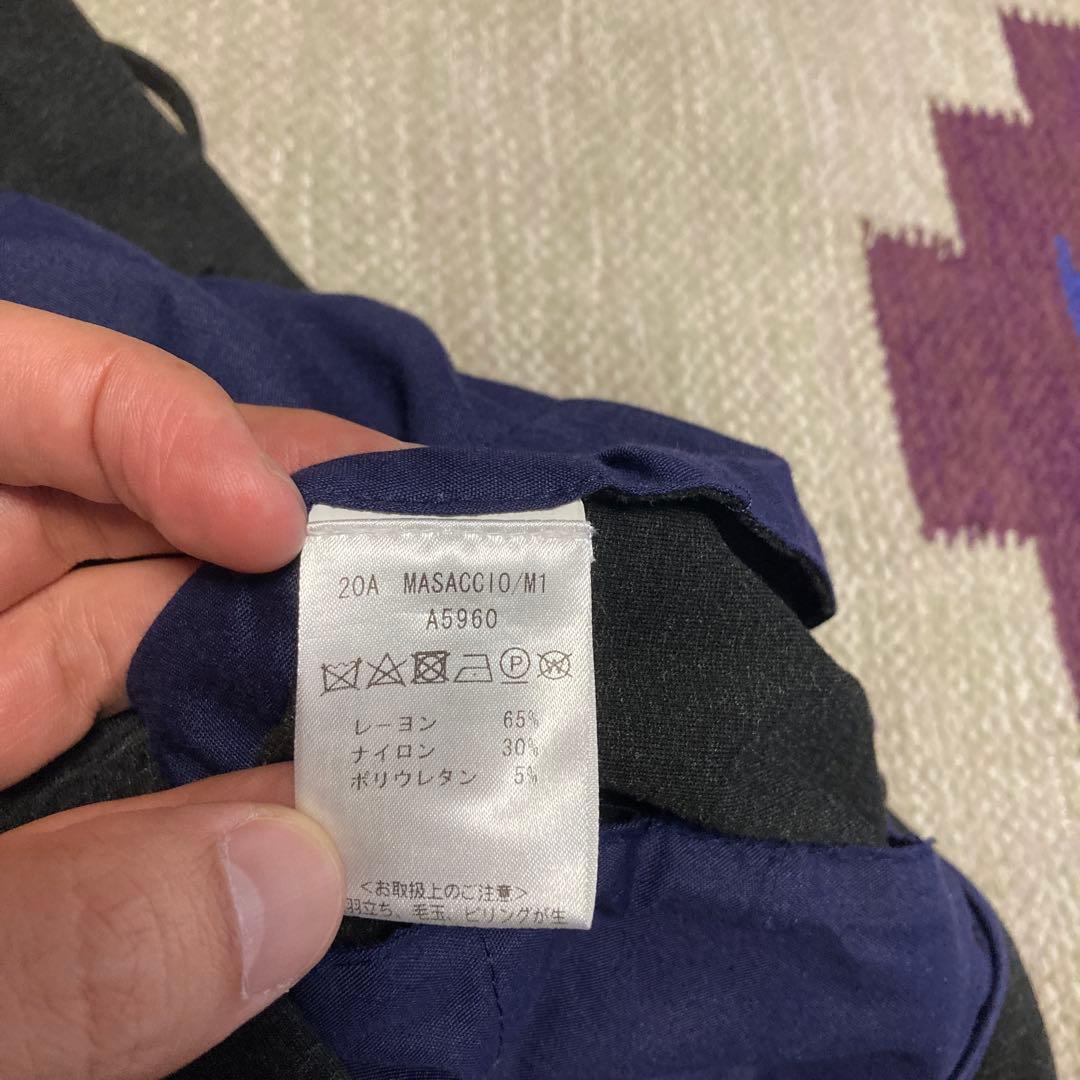 20A MASACCIO/M1
A5960
P W
レーヨン 65%
ナイロン 30%
ポリウレタン 5%
<お取扱上のご注意>
羽立ち、毛玉、ピリングが生